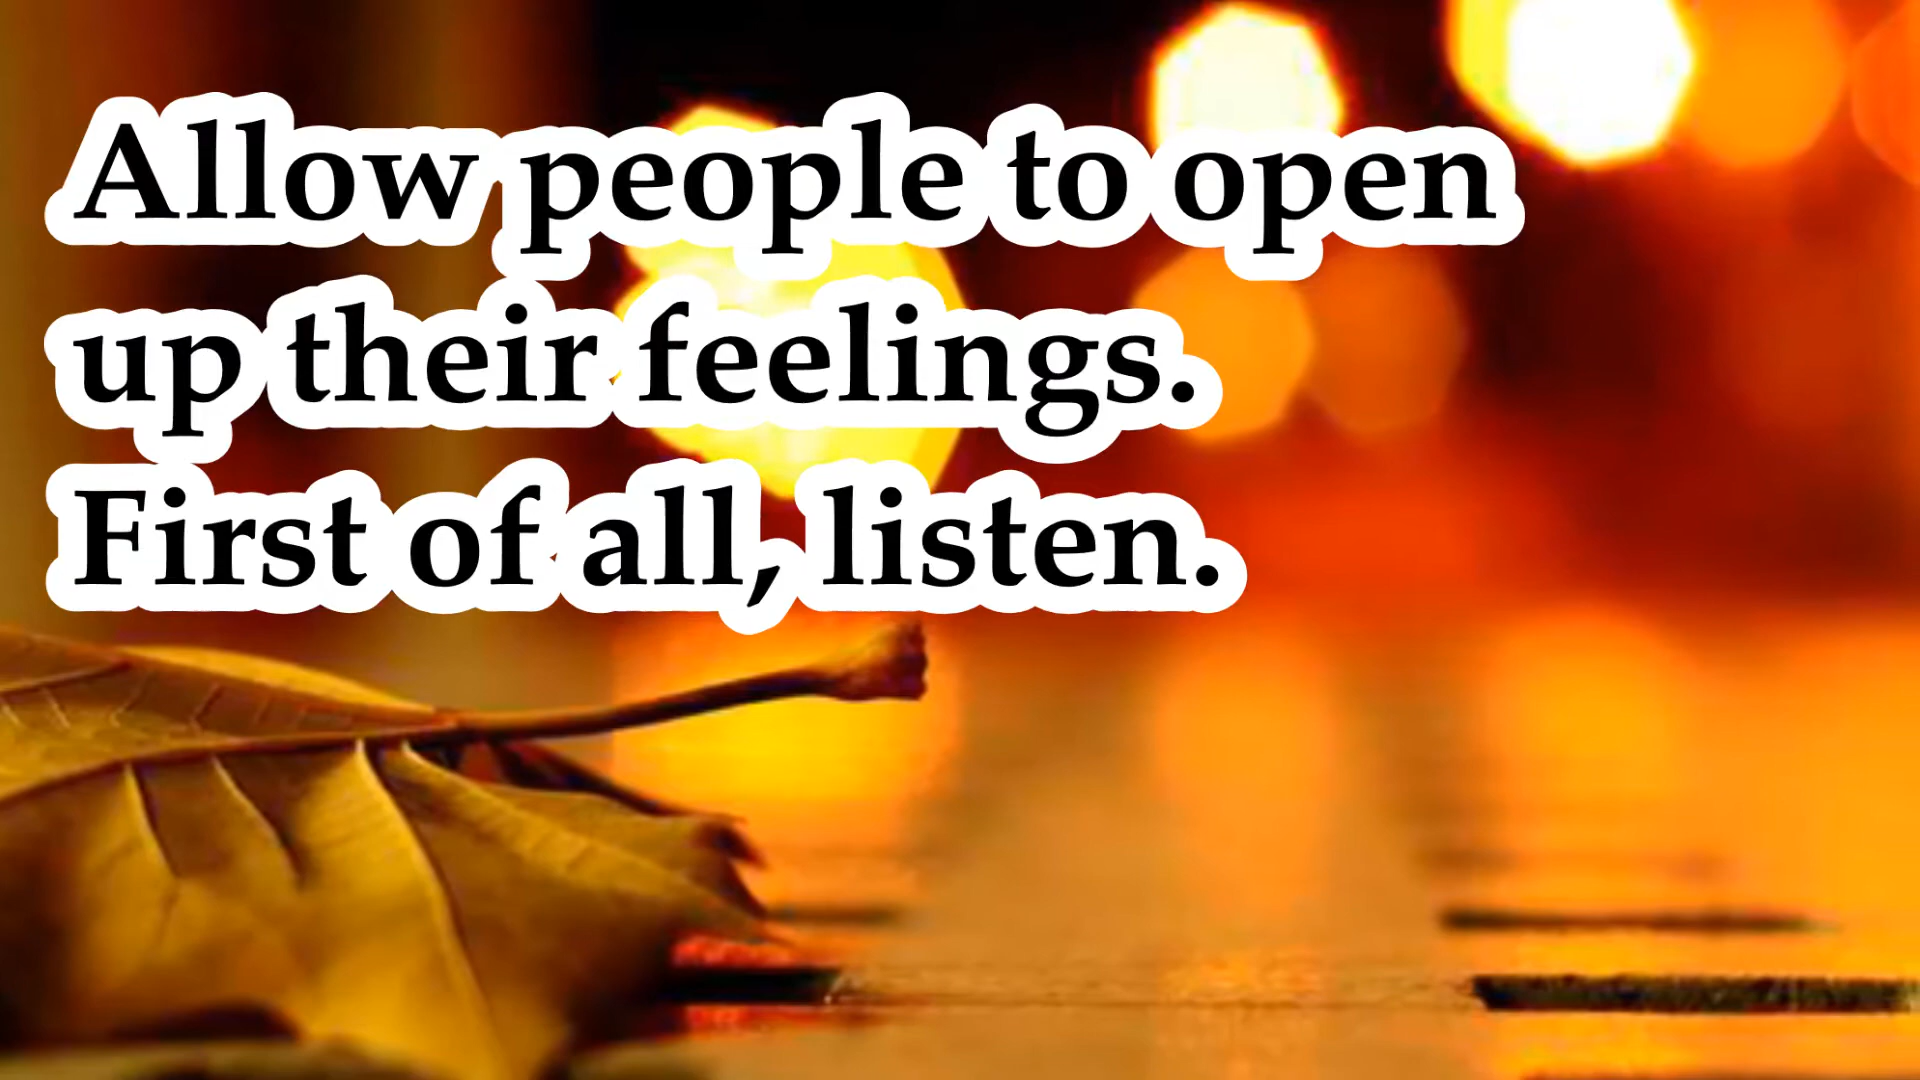 Allow people to open
up their feelings.
First of all, listen.